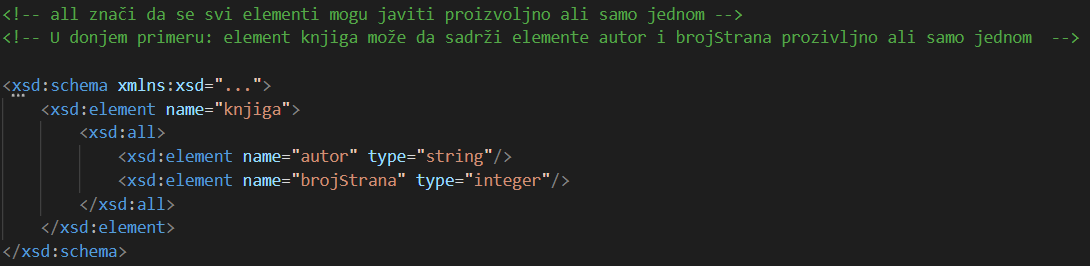 <!-- all znači da se svi elementi mogu javiti proizvoljno ali samo jednom -->
<!-- U donjem primeru: element knjiga može da sadrži elemente autor i brojStrana prozivljno ali samo jednom  -->
<xsd:schema xmlns:xsd="...">
    <xsd:element name="knjiga">
        <xsd:all>
            <xsd:element name="autor" type="string"/>
            <xsd:element name="brojStrana" type="integer"/>
        </xsd:all>
    </xsd:element>
</xsd:schema>